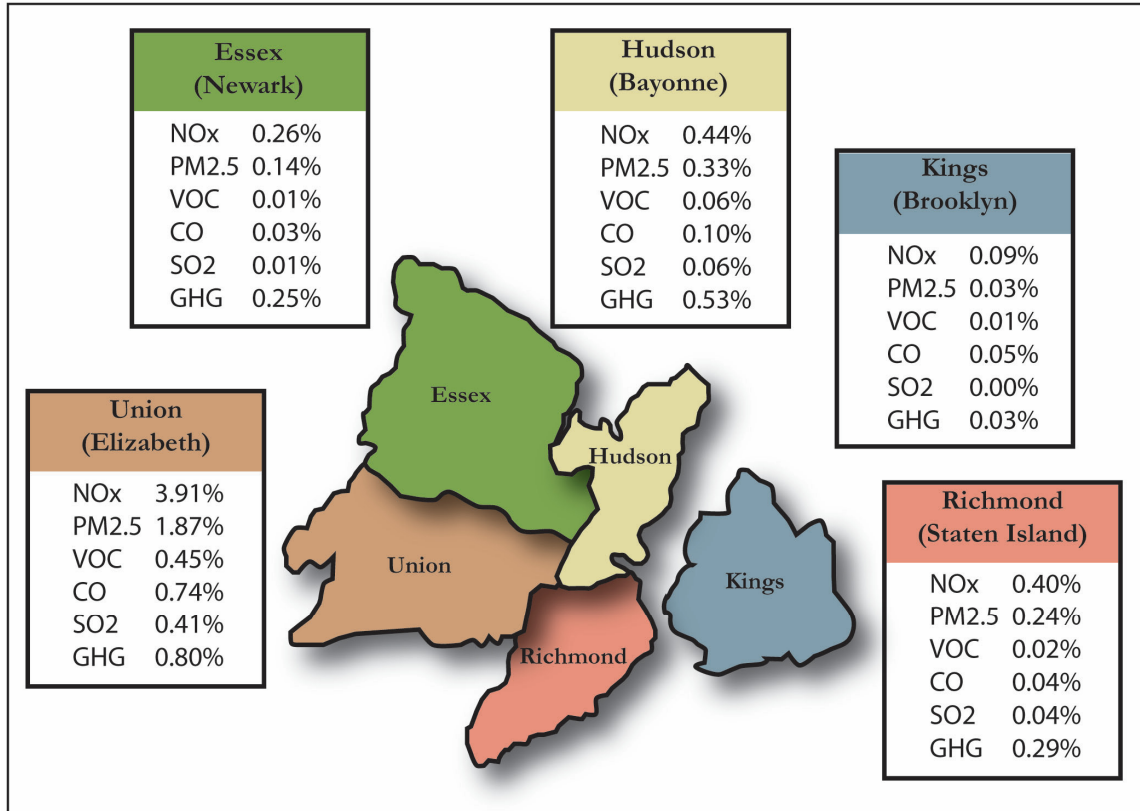 Essex
(Newark)
NOx 0.26%
PM2.5 0.14%
VOC 0.01%
CO 0.03%
SO2 0.01%
GHG 0.25%
Hudson
(Bayonne)
NOx 0.44%
PM2.5 0.33%
VOC 0.06%
CO 0.10%
SO2 0.06%
GHG 0.53%
Kings
(Brooklyn)
NOx 0.09%
PM2.5 0.03%
VOC 0.01%
CO 0.05%
SO2 0.00%
GHG 0.03%
Union
(Elizabeth)
NOx 3.91%
PM2.5 1.87%
VOC 0.45%
CO 0.74%
SO2 0.41%
GHG 0.80%
Richmond
(Staten Island)
NOx 0.40%
PM2.5 0.24%
VOC 0.02%
CO 0.04%
SO2 0.04%
GHG 0.29%
Essex
Hudson
Union
Kings
Richmond